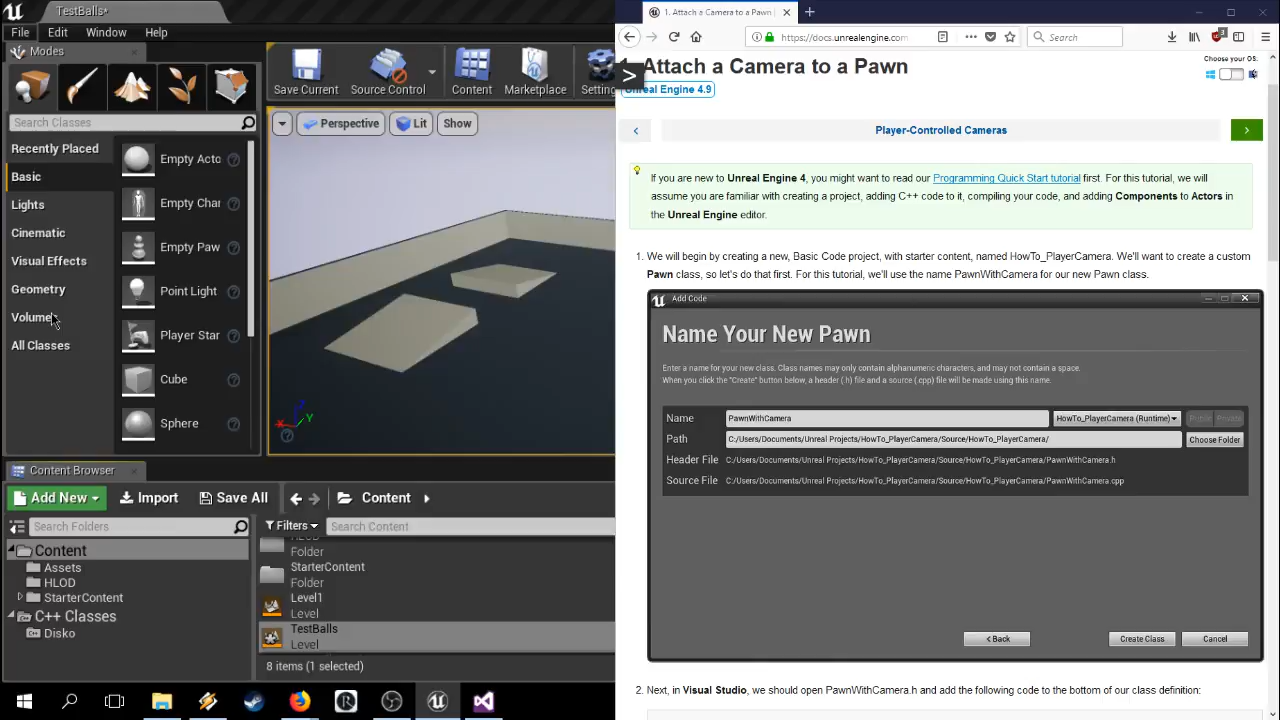 TestBalls*
File Edit Window Help
Modes
Save Current
Source Control
Content
Marketplace
Search Classes
Recently Placed
Basic
Lights
Cinematic
Visual Effects
Geometry
All Classes
Empty Acto
Empty Char
Empty Paw
Point Light
Player Star
Cube
Sphere
Perspective Lit Show
X Y
Content Browser
Add New Import Save All Content
Search Folders
Filters Search Content
Content
Assets
HLOD
StarterContent
C++ Classes
Disko
Folder
StarterContent
Folder
Level1
Level
TestBalls
Level
8 items (1 selected)
1. Attach a Camera to a Pawn |
https://docs.unrealengine.com
Search
Attach a Camera to a Pawn
Choose your OS:
Unreal Engine 4.9
Player-Controlled Cameras
If you are new to Unreal Engine 4, you might want to read our Programming Quick Start tutorial first. For this tutorial, we will
assume you are familiar with creating a project, adding C++ code to it, compiling your code, and adding Components to Actors in
the Unreal Engine editor.
1. We will begin by creating a new, Basic Code project, with starter content, named HowTo_PlayerCamera. We'll want to create a custom
Pawn class, so let's do that first. For this tutorial, we'll use the name PawnWithCamera for our new Pawn class.
Add Code
Name Your New Pawn
Enter a name for your new class. Class names may only contain alphanumeric characters, and may not contain a space.
When you click the "Create" button below, a header (.h) file and a source (.cpp) file will be made using this name.
Name PawnWithCamera HowTo_PlayerCamera (Runtime) Public Private
Path C:/Users/Documents/Unreal Projects/HowTo_PlayerCamera/Source/HowTo_PlayerCamera/ Choose Folder
Header File C:/Users/Documents/Unreal Projects/HowTo_PlayerCamera/Source/HowTo_PlayerCamera/PawnWithCamera.h
Source File C:/Users/Documents/Unreal Projects/HowTo_PlayerCamera/Source/HowTo_PlayerCamera/PawnWithCamera.cpp
< Back Create Class Cancel
2. Next, in Visual Studio, we should open PawnWithCamera.h and add the following code to the bottom of our class definition: